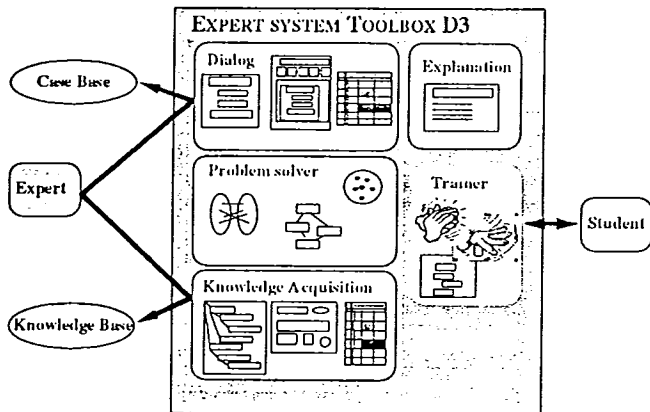 EXPERT SYSTEM TOOLBOX D3
Dialog
Explanation
Case Base
Problem solver
Trainer
Expert
Student
Knowledge Acquisition
Knowledge Base